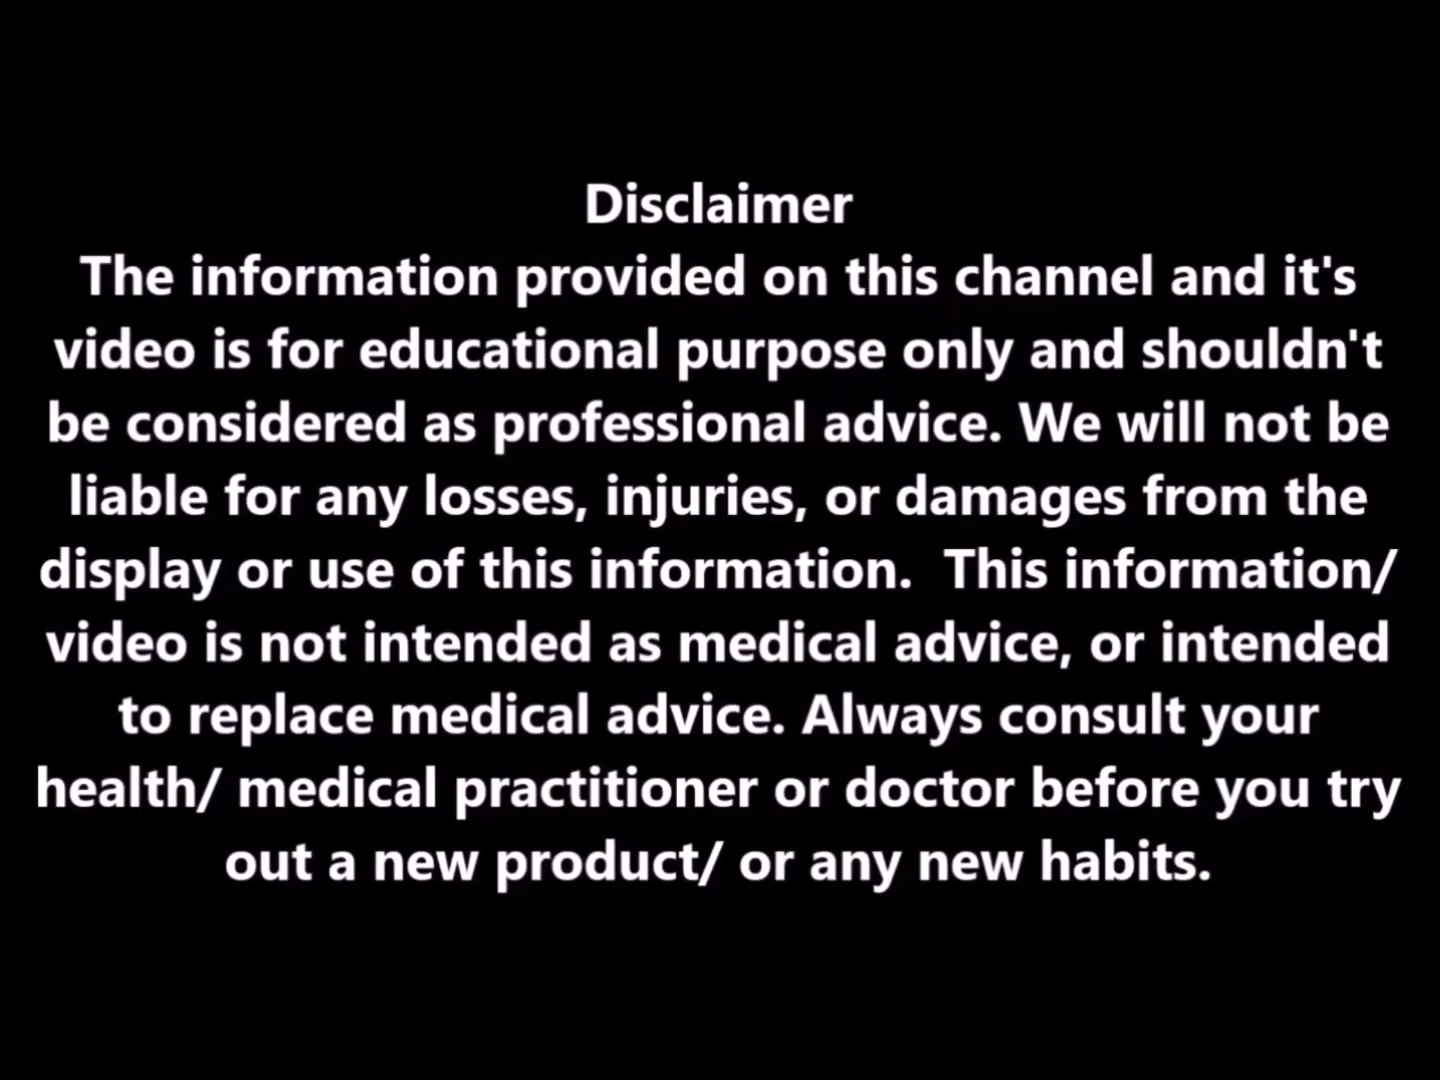 Disclaimer
The information provided on this channel and it's
video is for educational purpose only and shouldn't
be considered as professional advice. We will not be
liable for any losses, injuries, or damages from the
display or use of this information.  This information/
video is not intended as medical advice, or intended
to replace medical advice. Always consult your
health/ medical practitioner or doctor before you try
out a new product/ or any new habits.